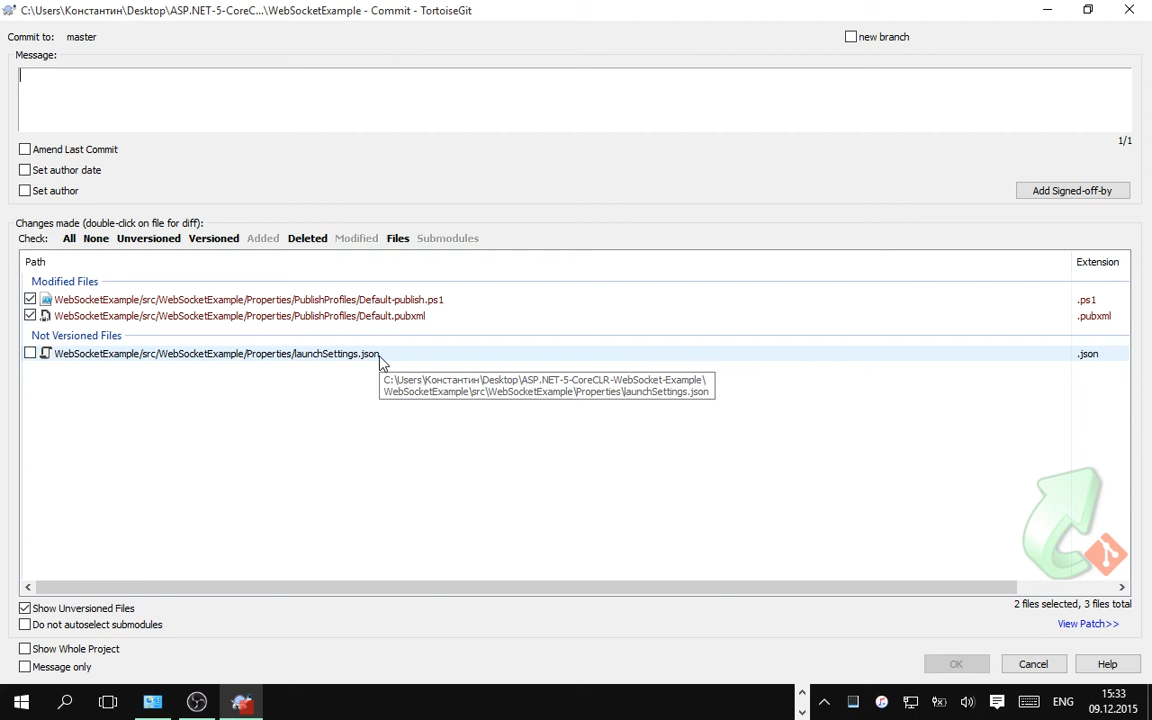 C:\Users\Константин\Desktop\ASP.NET-5-CoreC...\WebSocketExample - Commit - TortoiseGit
Commit to: master
new branch
Message:
1/1
Amend Last Commit
Set author date
Set author
Add Signed-off-by
Changes made (double-click on file for diff):
Check: All None Unversioned Versioned Added Deleted Modified Files Submodules
Path Extension
Modified Files
WebSocketExample/src/WebSocketExample/Properties/PublishProfiles/Default-publish.ps1 .ps1
WebSocketExample/src/WebSocketExample/Properties/PublishProfiles/Default.pubxml .pubxml
Not Versioned Files
WebSocketExample/src/WebSocketExample/Properties/launchSettings.json .json
C:\Users\Константин\Desktop\ASP.NET-5-CoreCLR-WebSocket-Example\
WebSocketExample\src\WebSocketExample\Properties\launchSettings.json
Show Unversioned Files
2 files selected, 3 files total
Do not autoselect submodules
View Patch>>
Show Whole Project
Message only
OK Cancel Help
ENG
15:33
09.12.2015